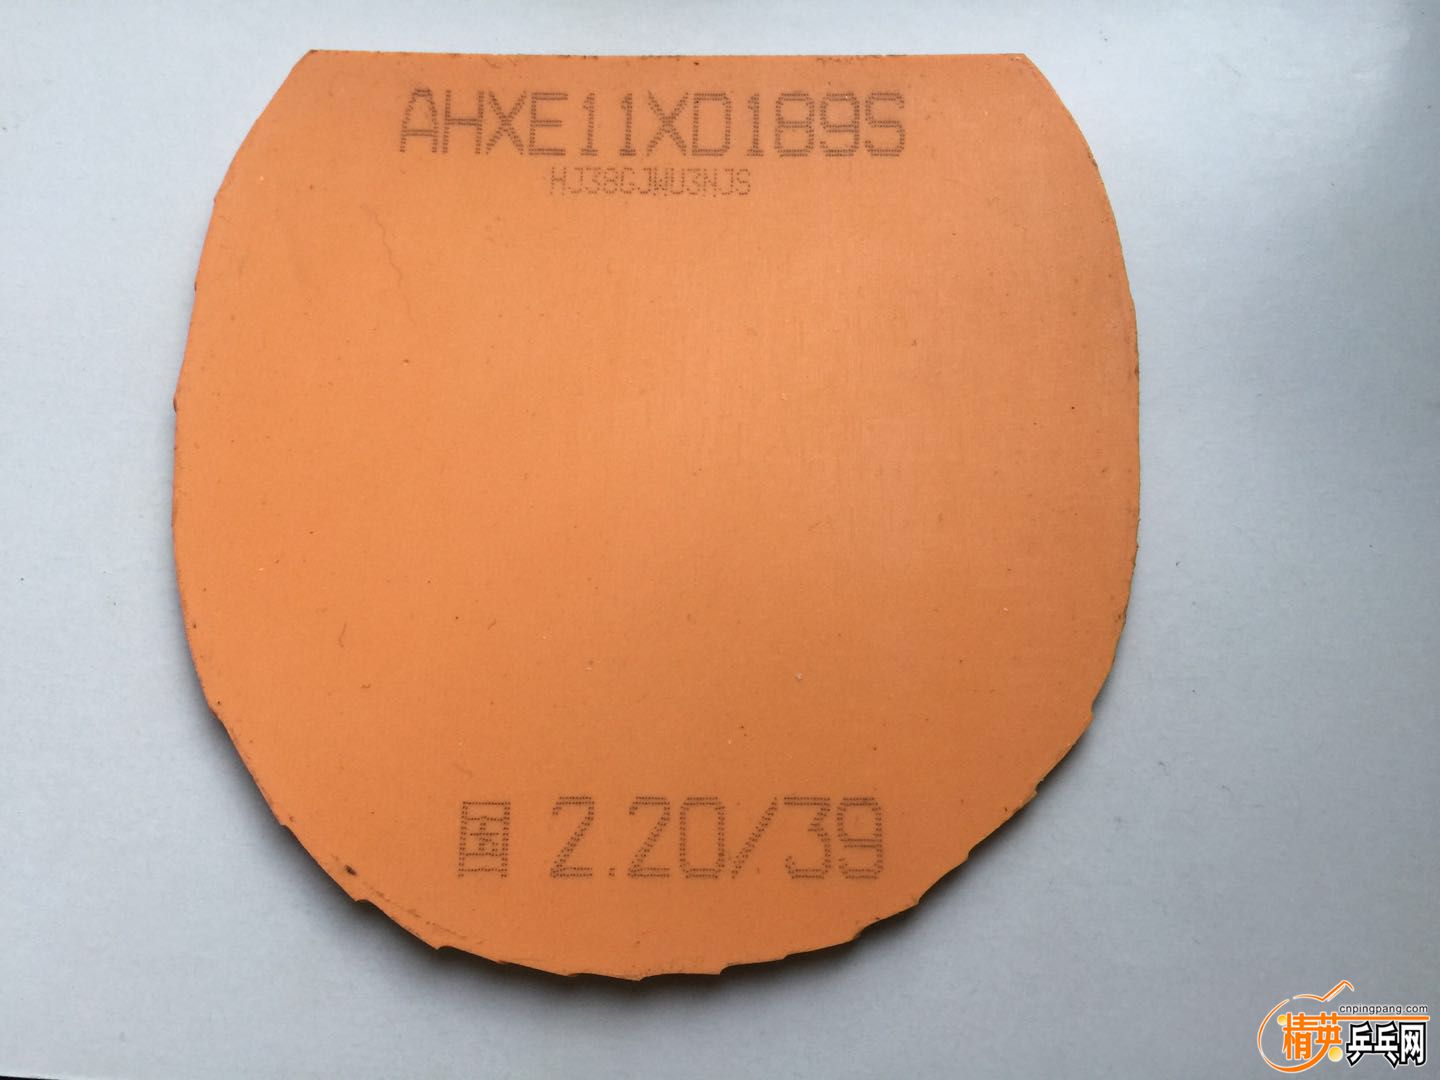 AHXE11XD189S
HJ38GJWU3NJS
国 2.20/39
cnpingpang.com
精英乒乓网